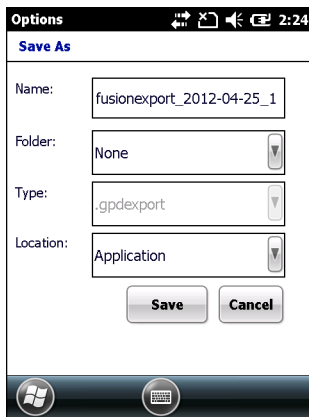 Options 2:24
Save As
Name: fusionexport_2012-04-25_1
Folder: None
Type: .gpdexport
Location: Application
Save Cancel